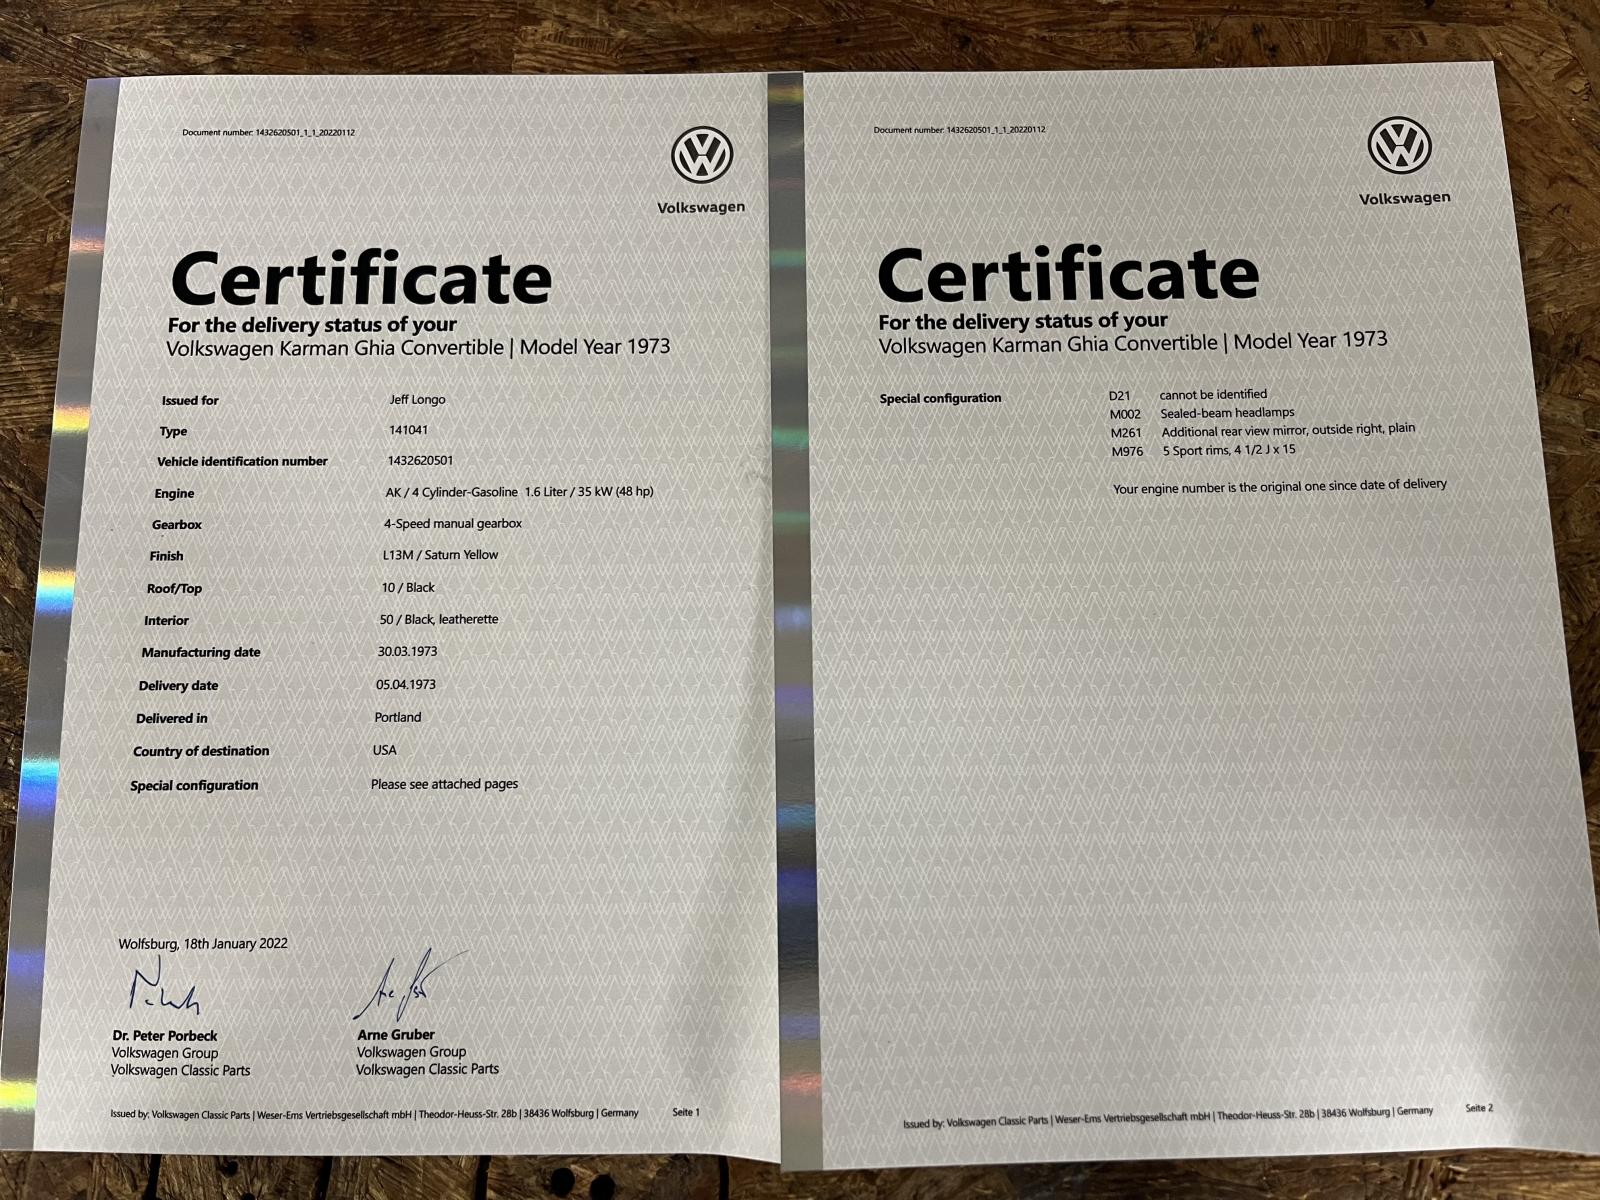 Document number: 1432620501_1_1_20220112
Volkswagen
Certificate
For the delivery status of your
Volkswagen Karman Ghia Convertible | Model Year 1973
Issued for Jeff Longo
Type 141041
Vehicle identification number 1432620501
Engine AK / 4 Cylinder-Gasoline 1.6 Liter / 35 kW (48 hp)
Gearbox 4-Speed manual gearbox
Finish L13M / Saturn Yellow
Roof/Top 10 / Black
Interior 50 / Black, leatherette
Manufacturing date 30.03.1973
Delivery date 05.04.1973
Delivered in Portland
Country of destination USA
Special configuration Please see attached pages
Wolfsburg, 18th January 2022
Dr. Peter Porbeck Arne Gruber
Volkswagen Group Volkswagen Group
Volkswagen Classic Parts Volkswagen Classic Parts
Issued by: Volkswagen Classic Parts | Weser-Ems Vertriebsgesellschaft mbH | Theodor-Heuss-Str. 28b | 38436 Wolfsburg | Germany Seite 1
Document number: 1432620501_1_1_20220112
Volkswagen
Certificate
For the delivery status of your
Volkswagen Karman Ghia Convertible | Model Year 1973
Special configuration D21 cannot be identified
M002 Sealed-beam headlamps
M261 Additional rear view mirror, outside right, plain
M976 5 Sport rims, 4 1/2 J x 15
Your engine number is the original one since date of delivery
Issued by: Volkswagen Classic Parts | Weser-Ems Vertriebsgesellschaft mbH | Theodor-Heuss-Str. 28b | 38436 Wolfsburg | Germany Seite 2